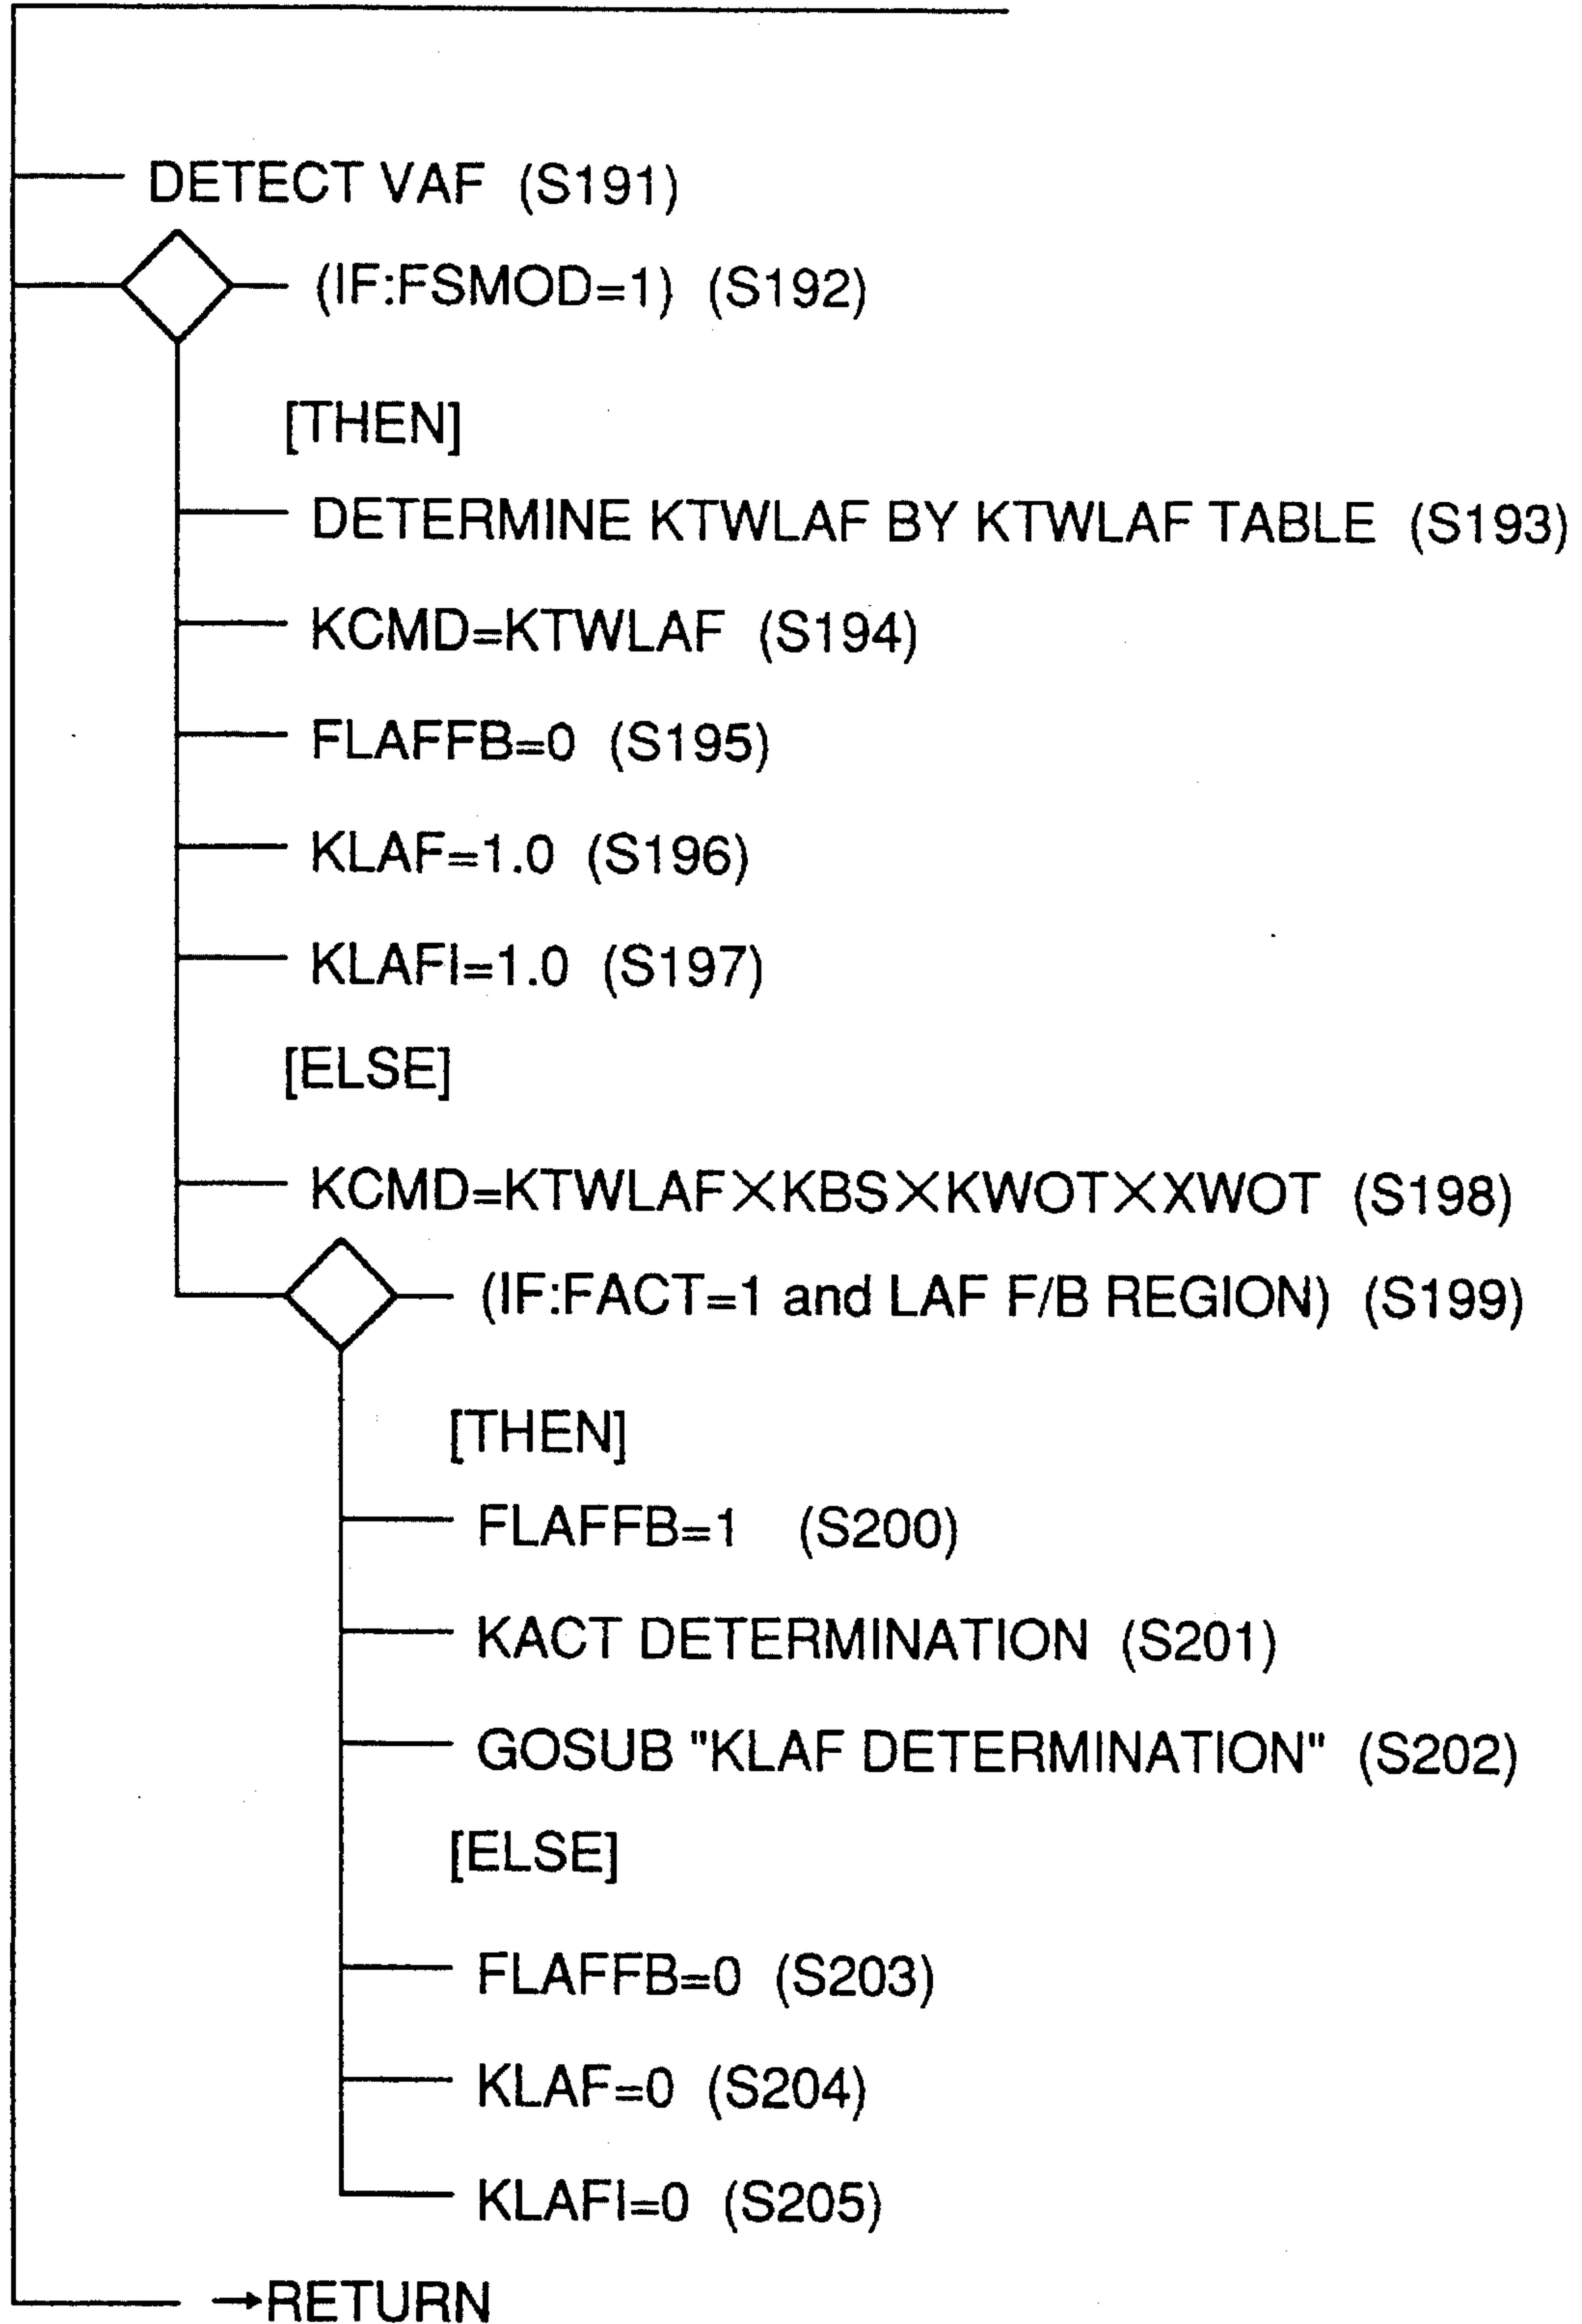 DETECT VAF (S191)
(IF:FSMOD=1) (S192)
[THEN]
DETERMINE KTWLAF BY KTWLAF TABLE (S193)
KCMD=KTWLAF (S194)
FLAFFB=0 (S195)
KLAF=1.0 (S196)
KLAFI=1.0 (S197)
[ELSE]
KCMD=KTWLAF×KBS×KWOT×XWOT (S198)
(IF:FACT=1 and LAF F/B REGION) (S199)
[THEN]
FLAFFB=1 (S200)
KACT DETERMINATION (S201)
GOSUB "KLAF DETERMINATION" (S202)
[ELSE]
FLAFFB=0 (S203)
KLAF=0 (S204)
KLAFI=0 (S205)
→RETURN